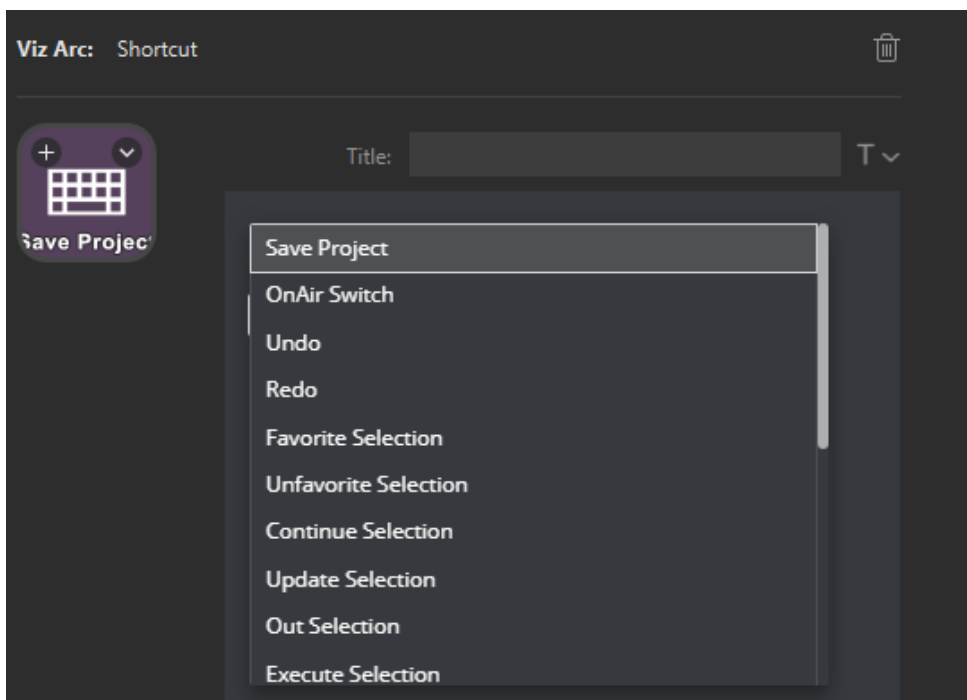 Viz Arc: Shortcut
Title:
T
Save Project
Save Project
OnAir Switch
Undo
Redo
Favorite Selection
Unfavorite Selection
Continue Selection
Update Selection
Out Selection
Execute Selection